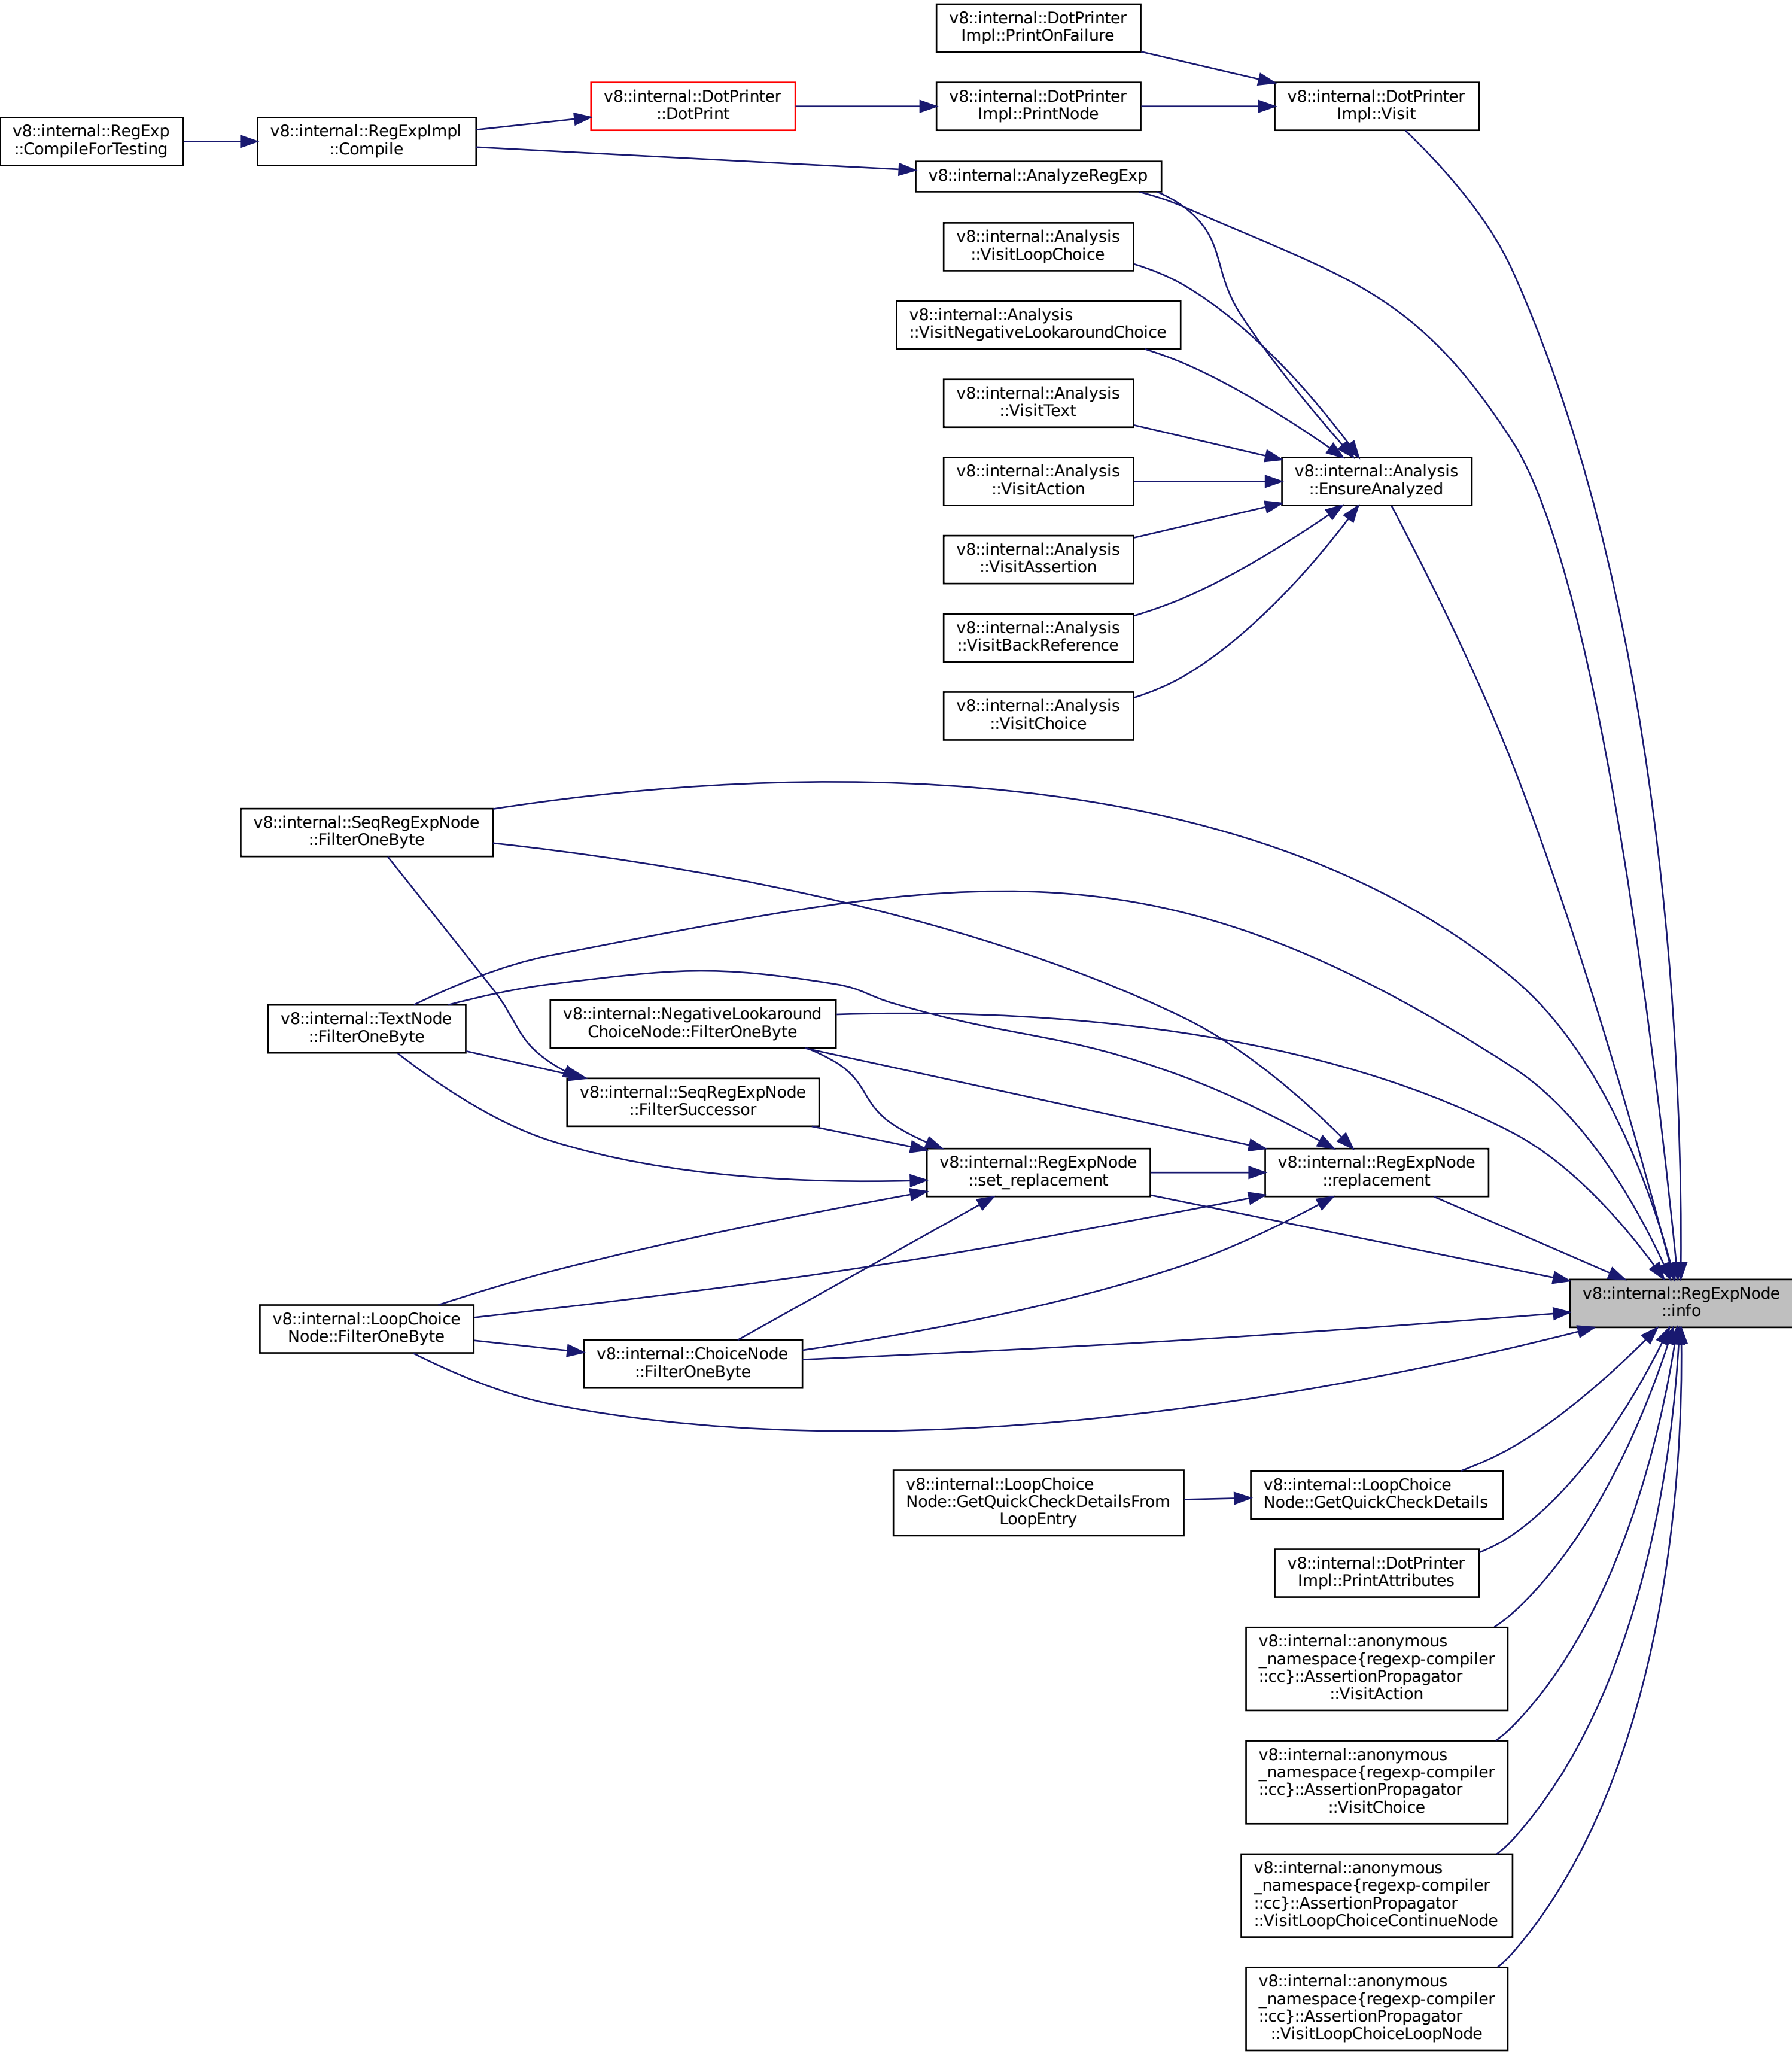 v8::internal::DotPrinter
Impl::PrintOnFailure
v8::internal::DotPrinter
::DotPrint
v8::internal::DotPrinter
Impl::PrintNode
v8::internal::DotPrinter
Impl::Visit
v8::internal::RegExp
::CompileForTesting
v8::internal::RegExpImpl
::Compile
v8::internal::AnalyzeRegExp
v8::internal::Analysis
::VisitLoopChoice
v8::internal::Analysis
::VisitNegativeLookaroundChoice
v8::internal::Analysis
::VisitText
v8::internal::Analysis
::VisitAction
v8::internal::Analysis
::EnsureAnalyzed
v8::internal::Analysis
::VisitAssertion
v8::internal::Analysis
::VisitBackReference
v8::internal::Analysis
::VisitChoice
v8::internal::SeqRegExpNode
::FilterOneByte
v8::internal::TextNode
::FilterOneByte
v8::internal::NegativeLookaround
ChoiceNode::FilterOneByte
v8::internal::SeqRegExpNode
::FilterSuccessor
v8::internal::RegExpNode
::set_replacement
v8::internal::RegExpNode
::replacement
v8::internal::RegExpNode
::info
v8::internal::LoopChoice
Node::FilterOneByte
v8::internal::ChoiceNode
::FilterOneByte
v8::internal::LoopChoice
Node::GetQuickCheckDetailsFrom
LoopEntry
v8::internal::LoopChoice
Node::GetQuickCheckDetails
v8::internal::DotPrinter
Impl::PrintAttributes
v8::internal::anonymous
_namespace{regexp-compiler
::cc}::AssertionPropagator
::VisitAction
v8::internal::anonymous
_namespace{regexp-compiler
::cc}::AssertionPropagator
::VisitChoice
v8::internal::anonymous
_namespace{regexp-compiler
::cc}::AssertionPropagator
::VisitLoopChoiceContinueNode
v8::internal::anonymous
_namespace{regexp-compiler
::cc}::AssertionPropagator
::VisitLoopChoiceLoopNode